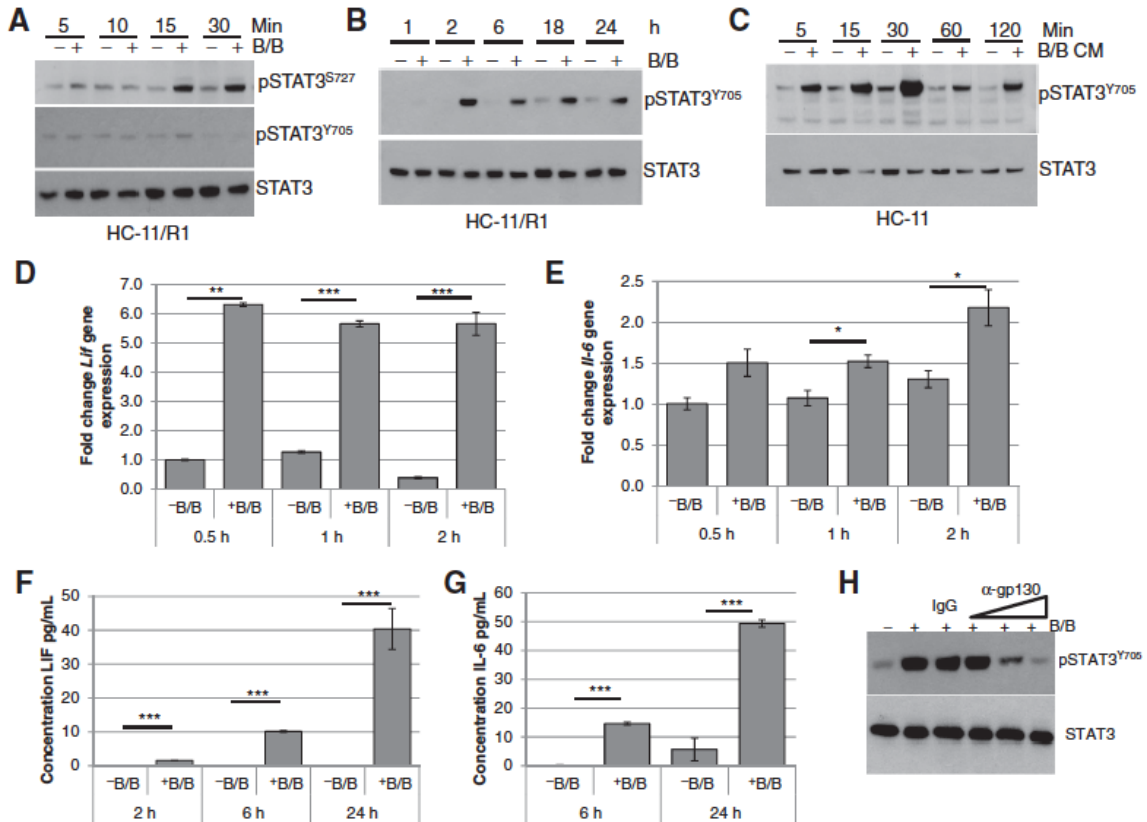 A
5 10 15 30 Min
– + – + – + – + B/B
pSTAT3S727
pSTAT3Y705
STAT3
HC-11/R1
B
1 2 6 18 24 h
– + – + – + – + – + B/B
pSTAT3Y705
STAT3
HC-11/R1
C
5 15 30 60 120 Min
– + – + – + – + – + B/B CM
pSTAT3Y705
STAT3
HC-11
D
Fold change Lif gene
expression
7.0
6.0
5.0
4.0
3.0
2.0
1.0
0.0
** *** ***
–B/B +B/B –B/B +B/B –B/B +B/B
0.5 h 1 h 2 h
E
Fold change Il-6 gene
expression
2.5
2.0
1.5
1.0
0.5
0.0
* *
–B/B +B/B –B/B +B/B –B/B +B/B
0.5 h 1 h 2 h
F
Concentration LIF pg/mL
50
40
30
20
10
0
*** *** ***
–B/B +B/B –B/B +B/B –B/B +B/B
2 h 6 h 24 h
G
Concentration IL-6 pg/mL
60
50
40
30
20
10
0
*** ***
–B/B +B/B –B/B +B/B
6 h 24 h
H
IgG α-gp130
– + + + + + B/B
pSTAT3Y705
STAT3